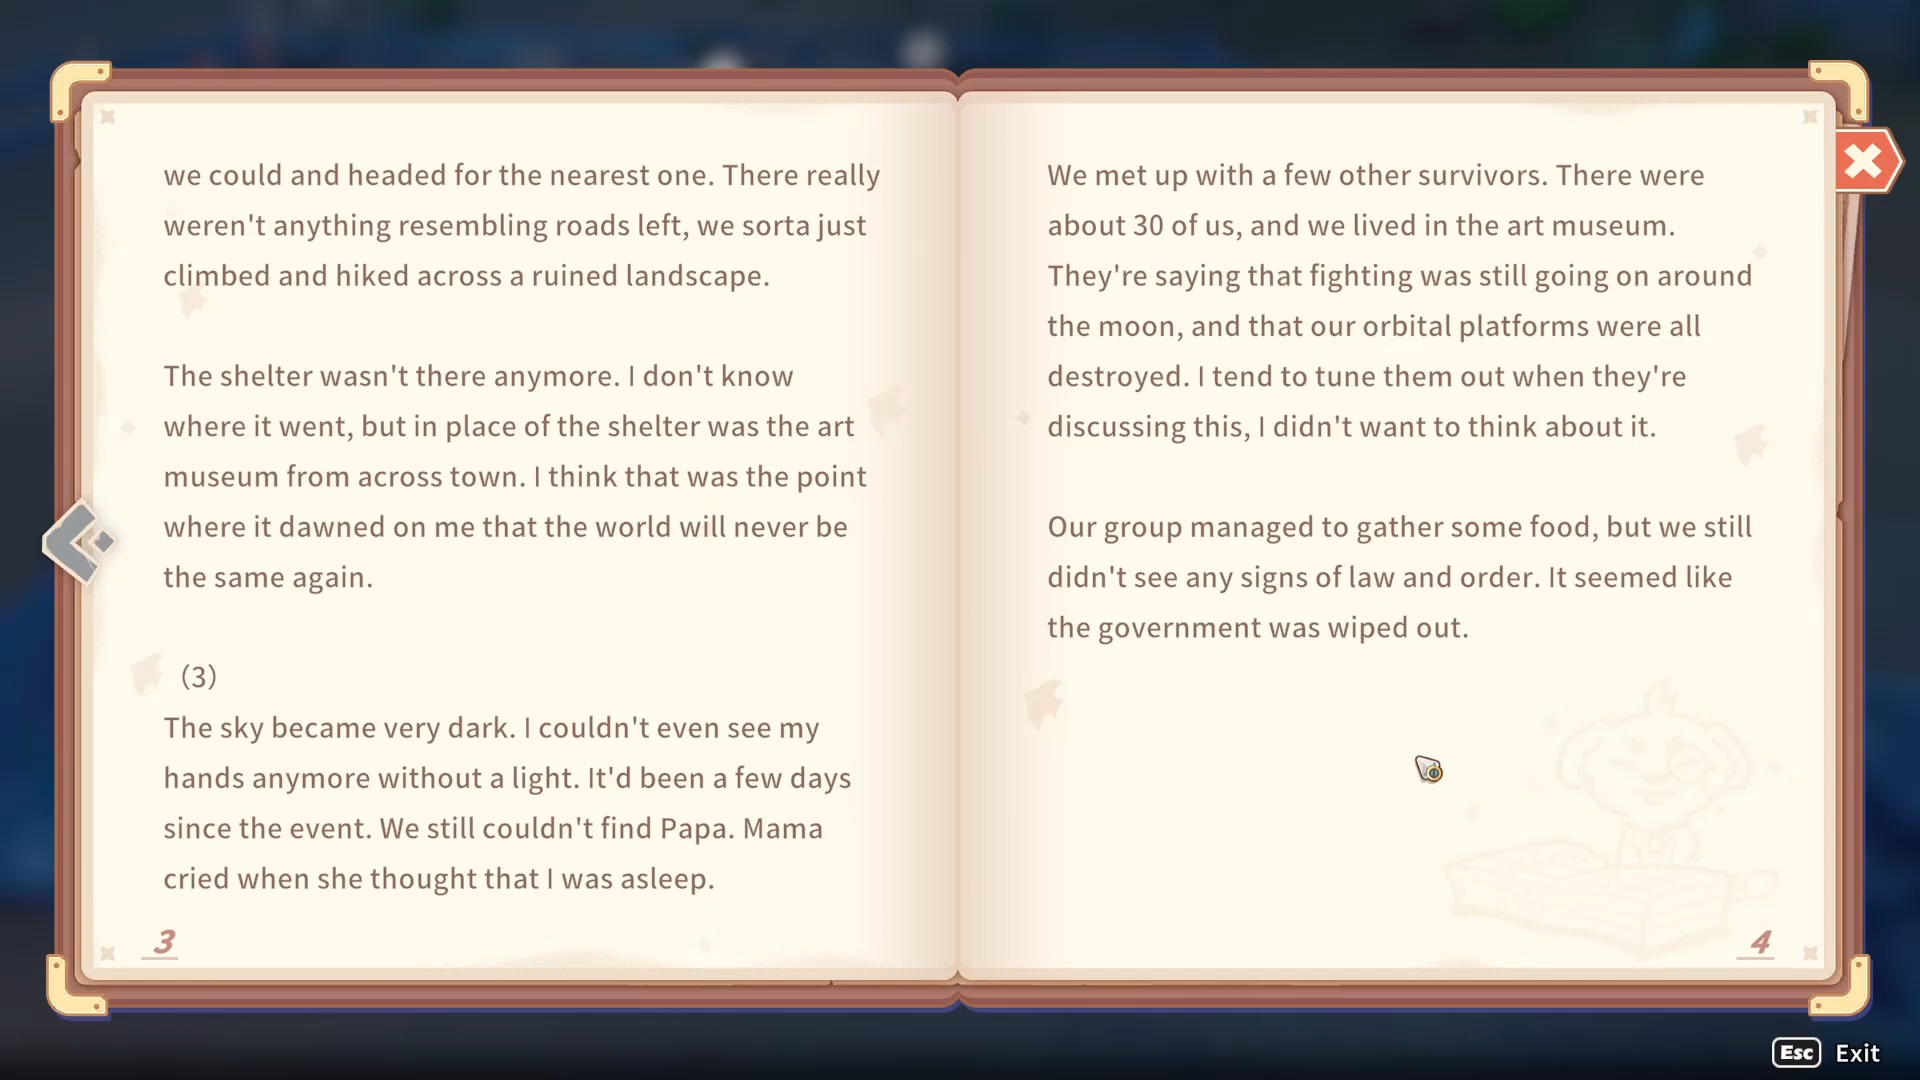 we could and headed for the nearest one. There really
weren't anything resembling roads left, we sorta just
climbed and hiked across a ruined landscape.
The shelter wasn't there anymore. I don't know
where it went, but in place of the shelter was the art
museum from across town. I think that was the point
where it dawned on me that the world will never be
the same again.
(3)
The sky became very dark. I couldn't even see my
hands anymore without a light. It'd been a few days
since the event. We still couldn't find Papa. Mama
cried when she thought that I was asleep.
3
We met up with a few other survivors. There were
about 30 of us, and we lived in the art museum.
They're saying that fighting was still going on around
the moon, and that our orbital platforms were all
destroyed. I tend to tune them out when they're
discussing this, I didn't want to think about it.
Our group managed to gather some food, but we still
didn't see any signs of law and order. It seemed like
the government was wiped out.
4
Esc Exit